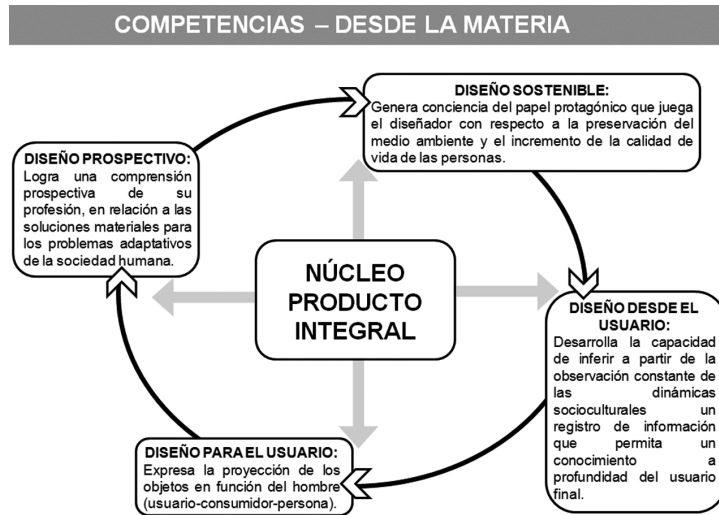 COMPETENCIAS – DESDE LA MATERIA
DISEÑO SOSTENIBLE:
Genera conciencia del papel protagónico que juega
el diseñador con respecto a la preservación del
medio ambiente y el incremento de la calidad de
vida de las personas.
DISEÑO PROSPECTIVO:
Logra una comprensión
prospectiva de su
profesión, en relación a las
soluciones materiales para
los problemas adaptativos
de la sociedad humana.
NÚCLEO
PRODUCTO
INTEGRAL
DISEÑO DESDE EL
USUARIO:
Desarrolla la capacidad
de inferir a partir de la
observación constante de
las dinámicas
socioculturales un
registro de información
que permita un
conocimiento a
profundidad del usuario
final.
DISEÑO PARA EL USUARIO:
Expresa la proyección de los
objetos en función del hombre
(usuario-consumidor-persona).